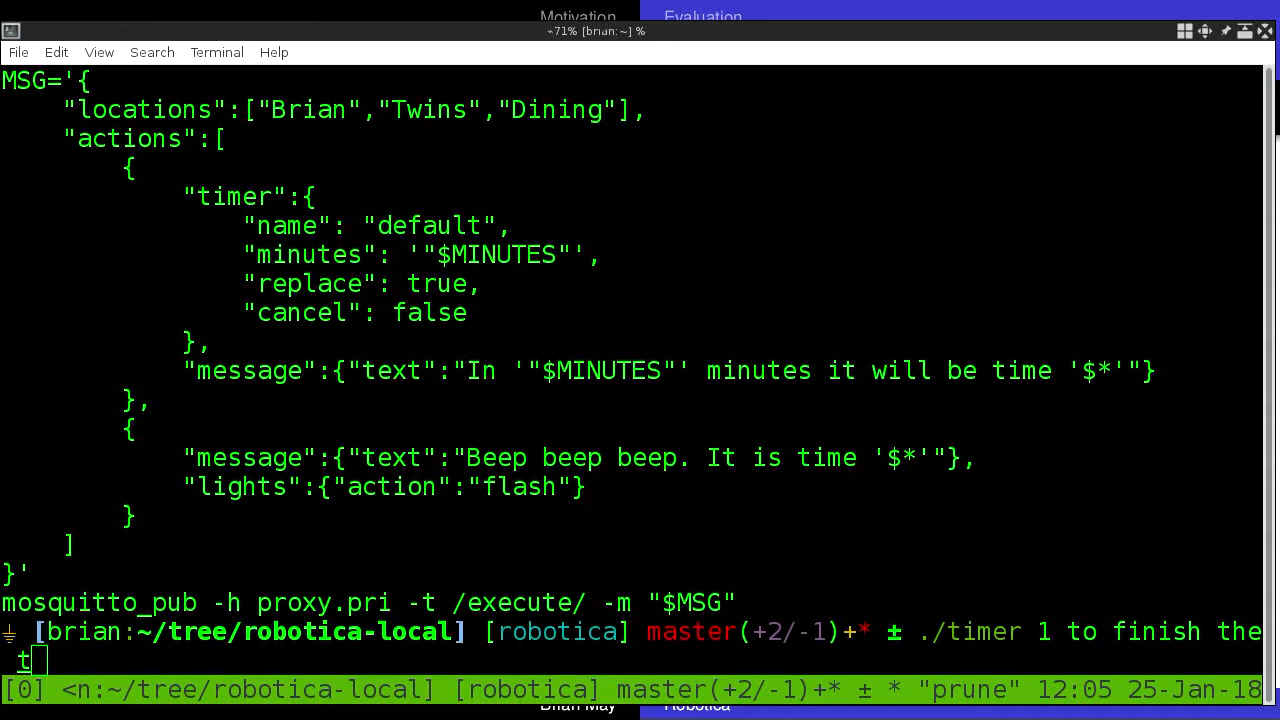 Motivation Evaluation
~71% [brian:~] %
File Edit View Search Terminal Help
MSG='{
"locations":["Brian","Twins","Dining"],
"actions":[
{
"timer":{
"name": "default",
"minutes": '"$MINUTES"',
"replace": true,
"cancel": false
},
"message":{"text":"In '"$MINUTES"' minutes it will be time '$*'"}
},
{
"message":{"text":"Beep beep beep. It is time '$*'"},
"lights":{"action":"flash"}
}
]
}'
mosquitto_pub -h proxy.pri -t /execute/ -m "$MSG"
⏚ [brian:~/tree/robotica-local] [robotica] master(+2/-1)+* ± ./timer 1 to finish the
t
[0] <n:~/tree/robotica-local] [robotica] master(+2/-1)+* ± * "prune" 12:05 25-Jan-18
Brian May Robotica